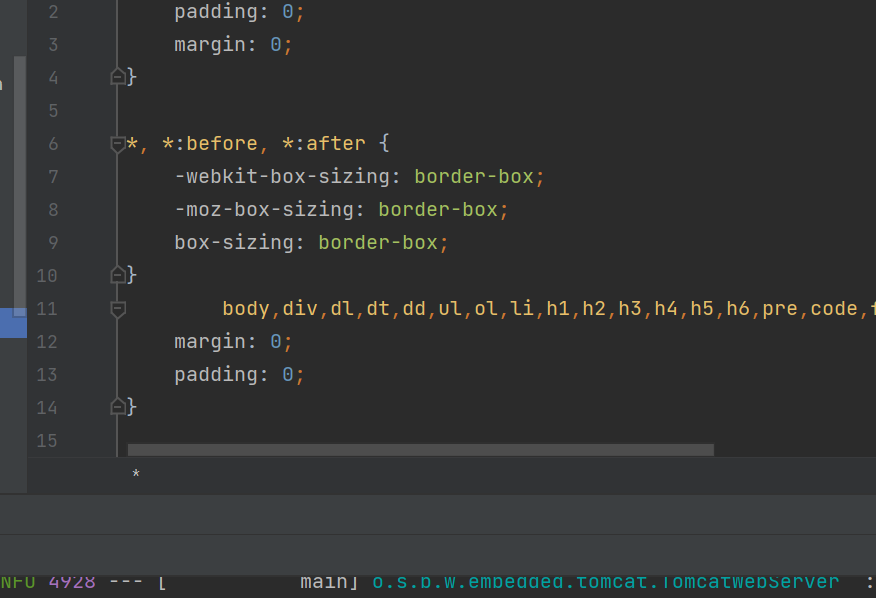 2 padding: 0;
3 margin: 0;
4 }
5
6 *, *:before, *:after {
7 -webkit-box-sizing: border-box;
8 -moz-box-sizing: border-box;
9 box-sizing: border-box;
10 }
11 body,div,dl,dt,dd,ul,ol,li,h1,h2,h3,h4,h5,h6,pre,code,
12 margin: 0;
13 padding: 0;
14 }
15
*
NFO 4928 --- [ main] o.s.b.w.embedded.tomcat.TomcatWebServer :